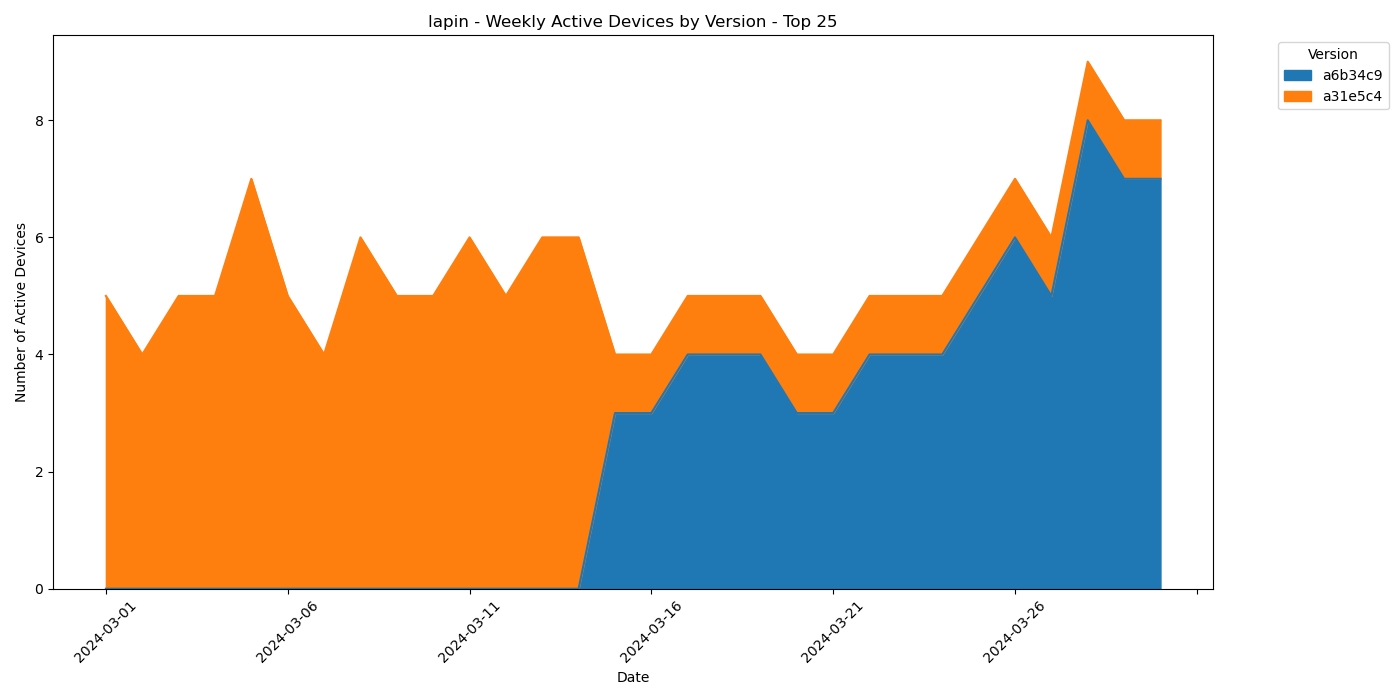 lapin - Weekly Active Devices by Version - Top 25
Version
a6b34c9
a31e5c4
Number of Active Devices
8
6
4
2
0
2024-03-01
2024-03-06
2024-03-11
2024-03-16
2024-03-21
2024-03-26
Date